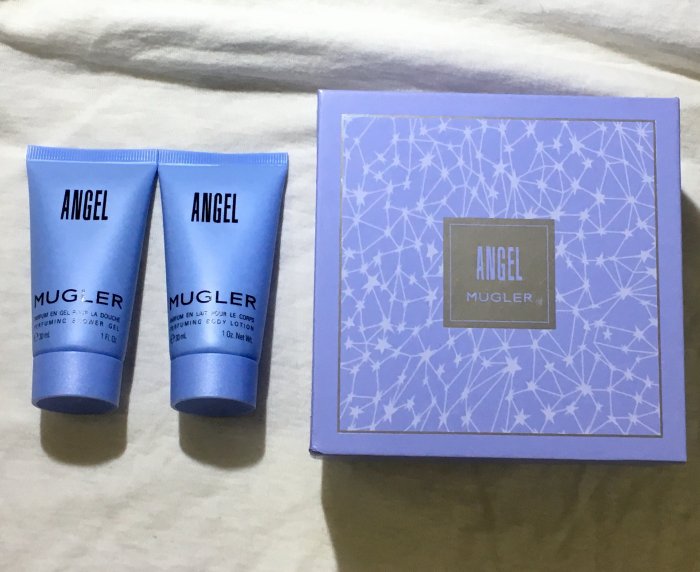 ANGEL
MUGLER
PARFUM EN GEL POUR LA DOUCHE
PERFUMING SHOWER GEL
℮ 30 mL 1 Fl Oz
ANGEL
MUGLER
PARFUM EN LAIT POUR LE CORPS
PERFUMING BODY LOTION
℮ 30 mL 1 Oz. Net Wt.
ANGEL
MUGLER